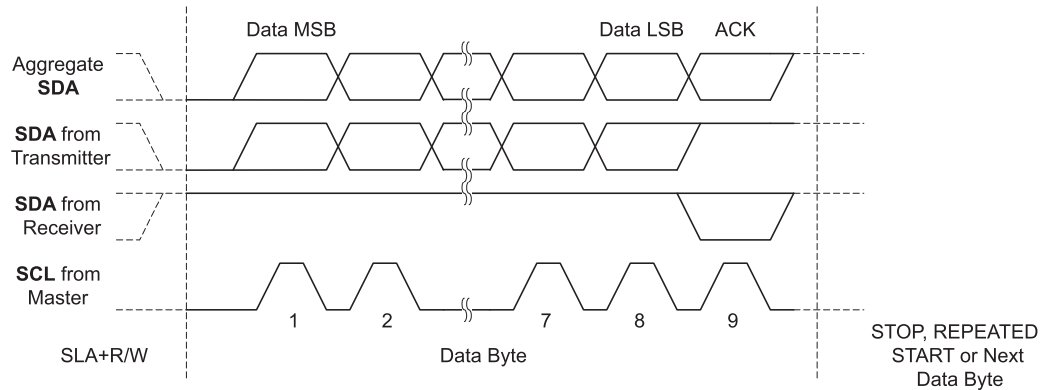 Data MSB
Data LSB
ACK
Aggregate
SDA
SDA from
Transmitter
SDA from
Receiver
SCL from
Master
1
2
7
8
9
SLA+R/W
Data Byte
STOP, REPEATED
START or Next
Data Byte